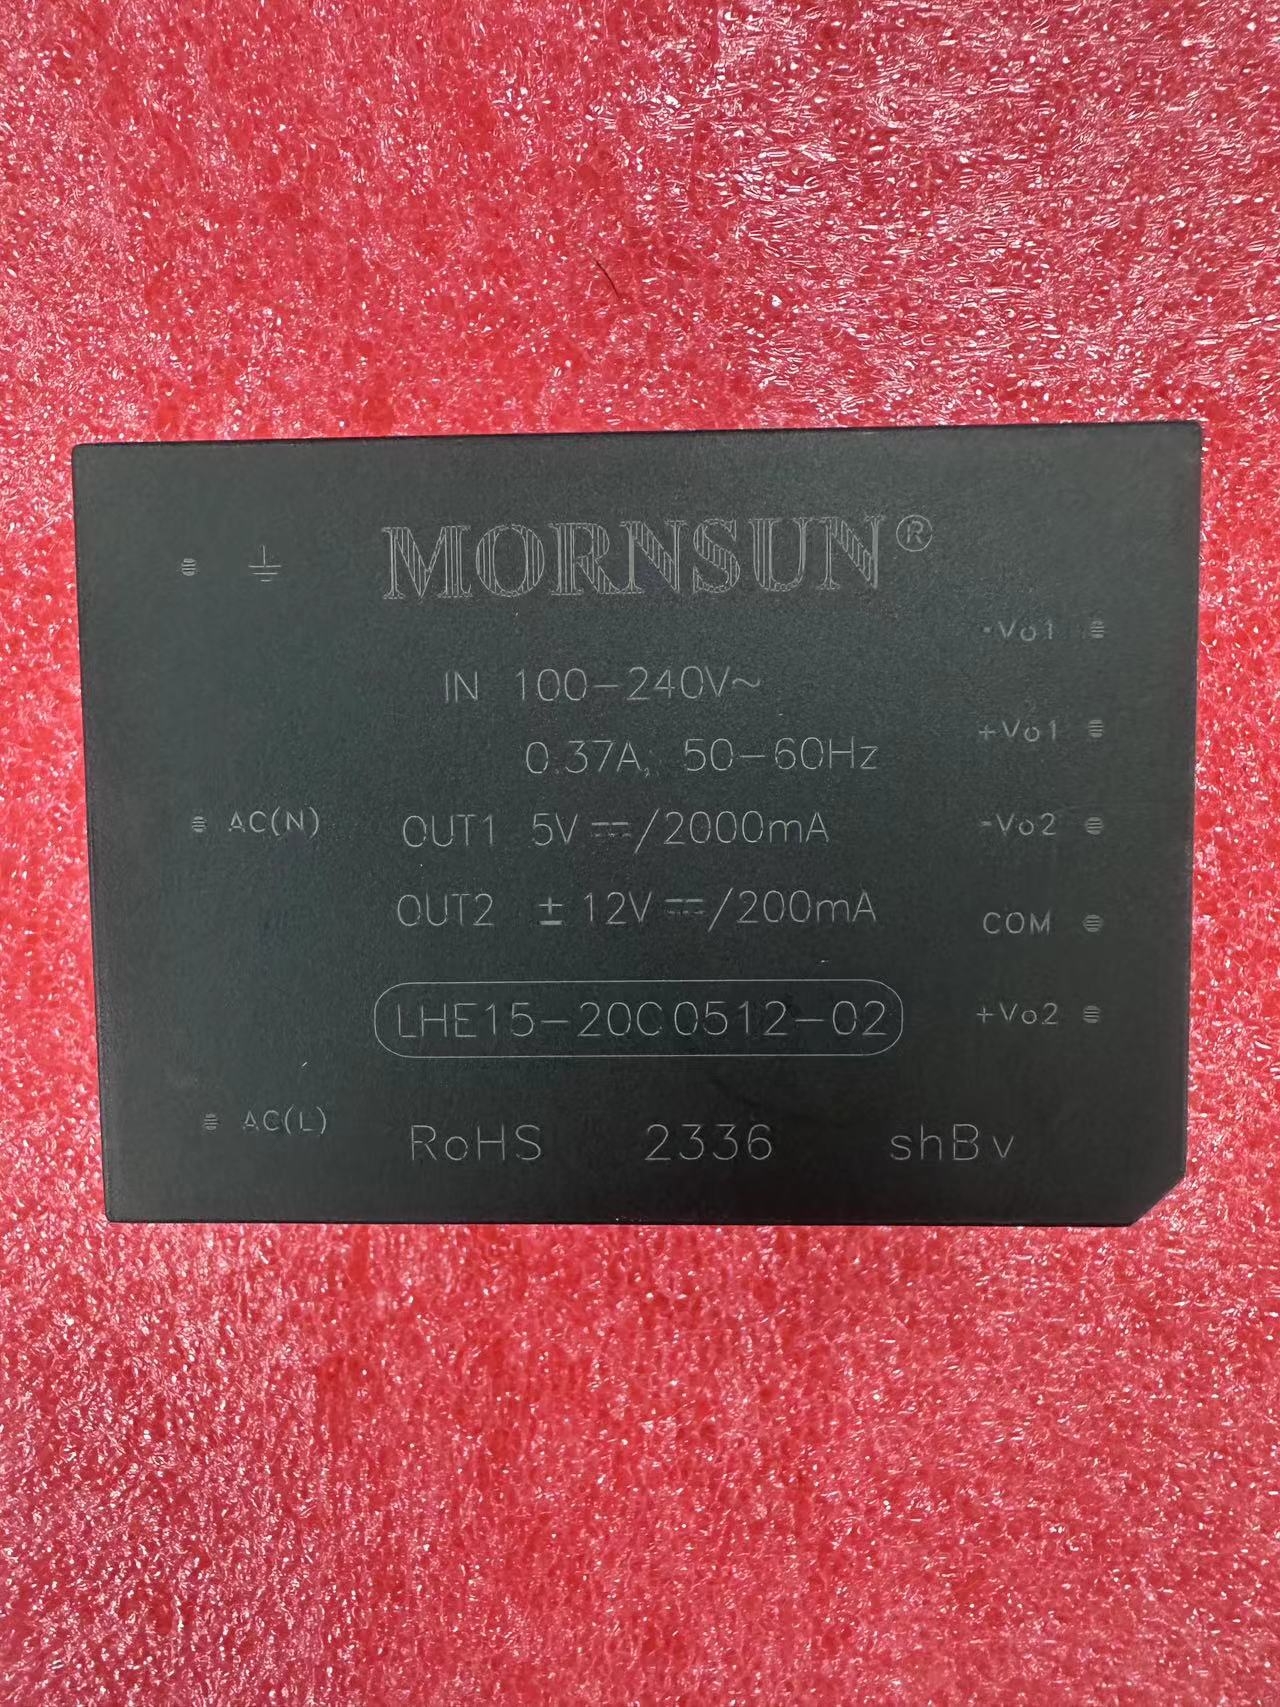 MORNSUN®
-Vo1
IN 100-240V~
+Vo1
0.37A, 50-60Hz
AC(N)
OUT1 5V⎓/2000mA
-Vo2
OUT2 ±12V⎓/200mA
COM
LHE15-20C0512-02
+Vo2
AC(L)
RoHS 2336 shBv